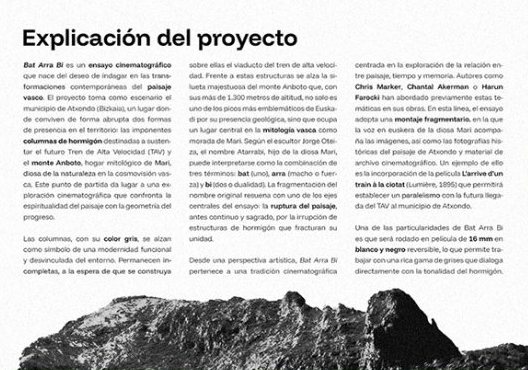 Explicación del proyecto
Bat Arra Bi es un ensayo cinematográfico
que nace del deseo de indagar en las trans-
formaciones contemporáneas del paisaje
vasco. El proyecto toma como escenario el
municipio de Atxondo (Bizkaia), un lugar don-
de conviven de forma abrupta dos formas
de presencia en el territorio: las imponentes
columnas de hormigón destinadas a susten-
tar el futuro Tren de Alta Velocidad (TAV) y
el monte Anboto, hogar mitológico de Mari,
diosa de la naturaleza en la cosmovisión vas-
ca. Este punto de partida da lugar a una ex-
ploración cinematográfica que confronta la
espiritualidad del paisaje con la geometría del
progreso.
Las columnas, con su color gris, se alzan
como símbolo de una modernidad funcional
y desvinculada del entorno. Permanecen in-
completas, a la espera de que se construya
sobre ellas el viaducto del tren de alta veloci-
dad. Frente a estas estructuras se alza la si-
lueta majestuosa del monte Anboto que, con
sus más de 1.300 metros de altitud, no solo es
uno de los picos más emblemáticos de Euska-
di por su presencia geológica, sino que ocupa
un lugar central en la mitología vasca como
morada de Mari. Según el escultor Jorge Otei-
za, el nombre Atarrabi, hijo de la diosa Mari,
puede interpretarse como la combinación de
tres términos: bat (uno), arra (macho o fuer-
za) y bi (dos o dualidad). La fragmentación del
nombre original resuena con uno de los ejes
centrales del ensayo: la ruptura del paisaje,
antes continuo y sagrado, por la irrupción de
estructuras de hormigón que fracturan su
unidad.
Desde una perspectiva artística, Bat Arra Bi
pertenece a una tradición cinematográfica
centrada en la exploración de la relación en-
tre paisaje, tiempo y memoria. Autores como
Chris Marker, Chantal Akerman o Harun
Farocki han abordado previamente estas te-
máticas en sus obras. En esta línea, el ensayo
adopta una montaje fragmentario, en la que
la voz en euskera de la diosa Mari acompa-
ña las imágenes, así como las fotografías his-
tóricas del paisaje de Atxondo y material de
archivo cinematográfico. Un ejemplo de ello
es la incorporación de la película L'arrive d'un
train à la ciotat (Lumière, 1895) que permitirá
establecer un paralelismo con la futura llega-
da del TAV al municipio de Atxondo.
Una de las particularidades de Bat Arra Bi
es que será rodado en película de 16 mm en
blanco y negro reversible, lo que permite tra-
bajar con una rica gama de grises que dialoga
directamente con la tonalidad del hormigón.